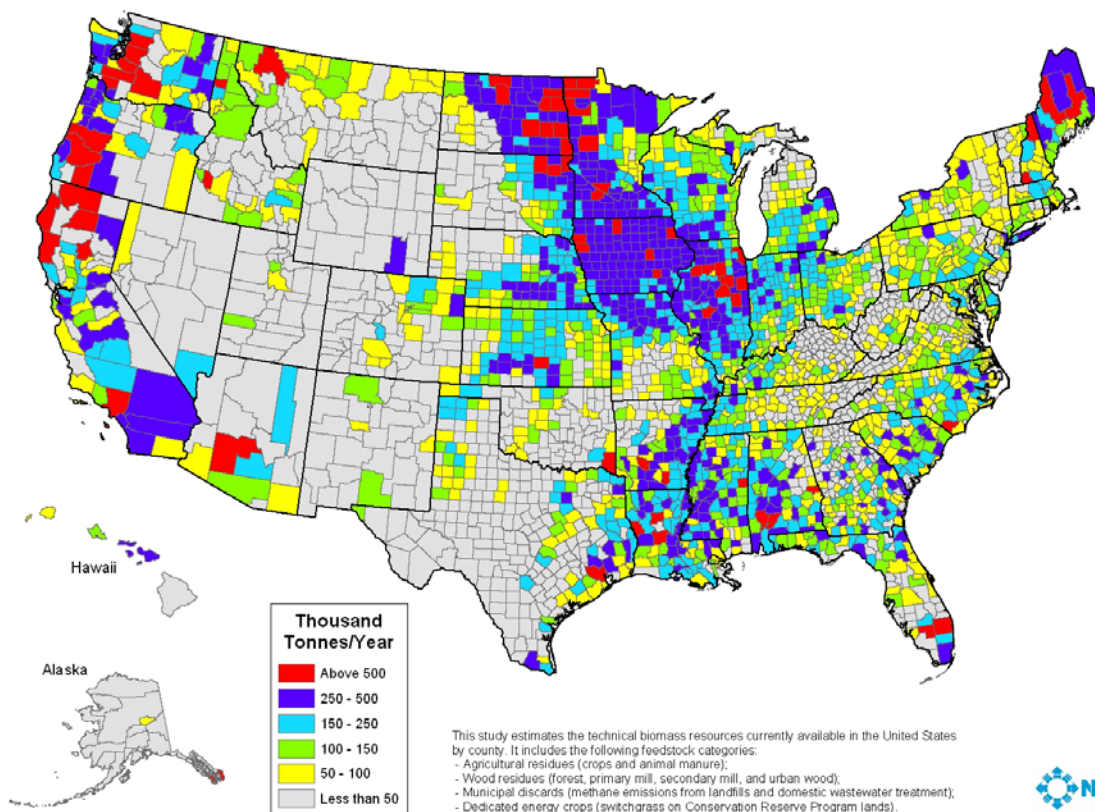 Hawaii
Alaska
Thousand
Tonnes/Year
Above 500
250 - 500
150 - 250
100 - 150
50 - 100
Less than 50
This study estimates the technical biomass resources currently available in the United States
by county. It includes the following feedstock categories:
- Agricultural residues (crops and animal manure);
- Wood residues (forest, primary mill, secondary mill, and urban wood);
- Municipal discards (methane emissions from landfills and domestic wastewater treatment);
- Dedicated energy crops (switchgrass on Conservation Reserve Program lands).
N